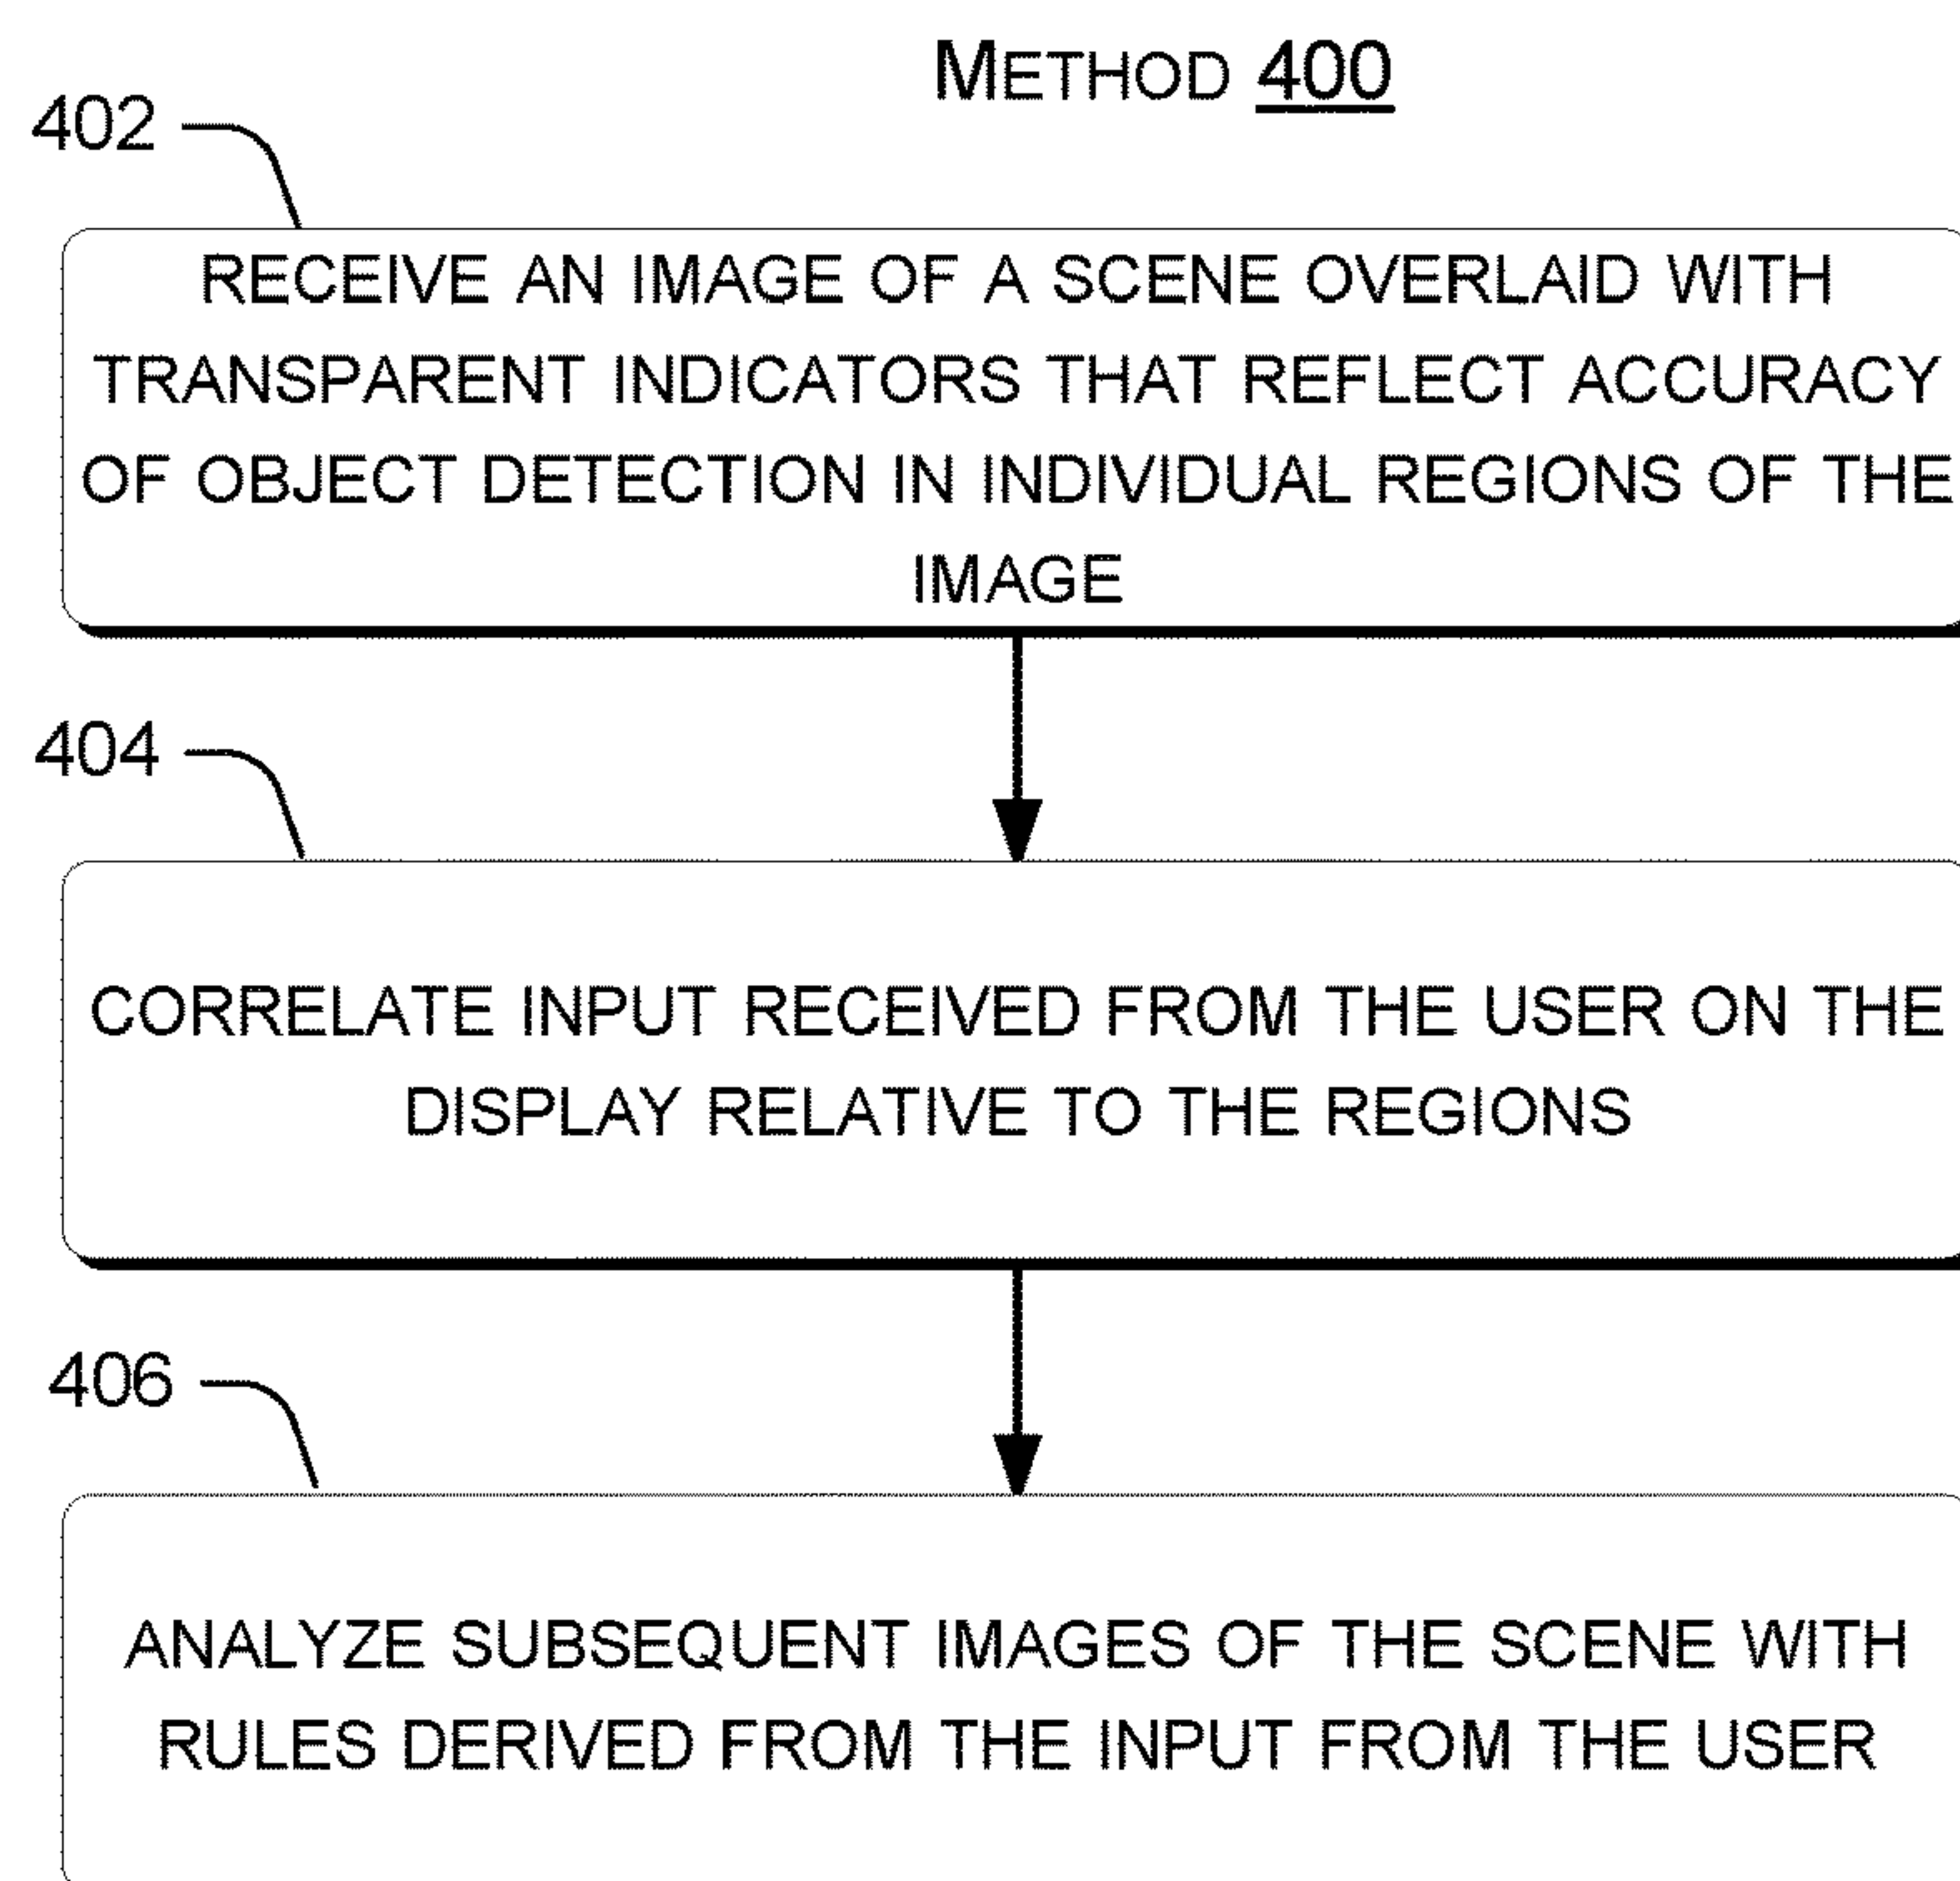 METHOD 400
402
RECEIVE AN IMAGE OF A SCENE OVERLAID WITH
TRANSPARENT INDICATORS THAT REFLECT ACCURACY
OF OBJECT DETECTION IN INDIVIDUAL REGIONS OF THE
IMAGE
404
CORRELATE INPUT RECEIVED FROM THE USER ON THE
DISPLAY RELATIVE TO THE REGIONS
406
ANALYZE SUBSEQUENT IMAGES OF THE SCENE WITH
RULES DERIVED FROM THE INPUT FROM THE USER